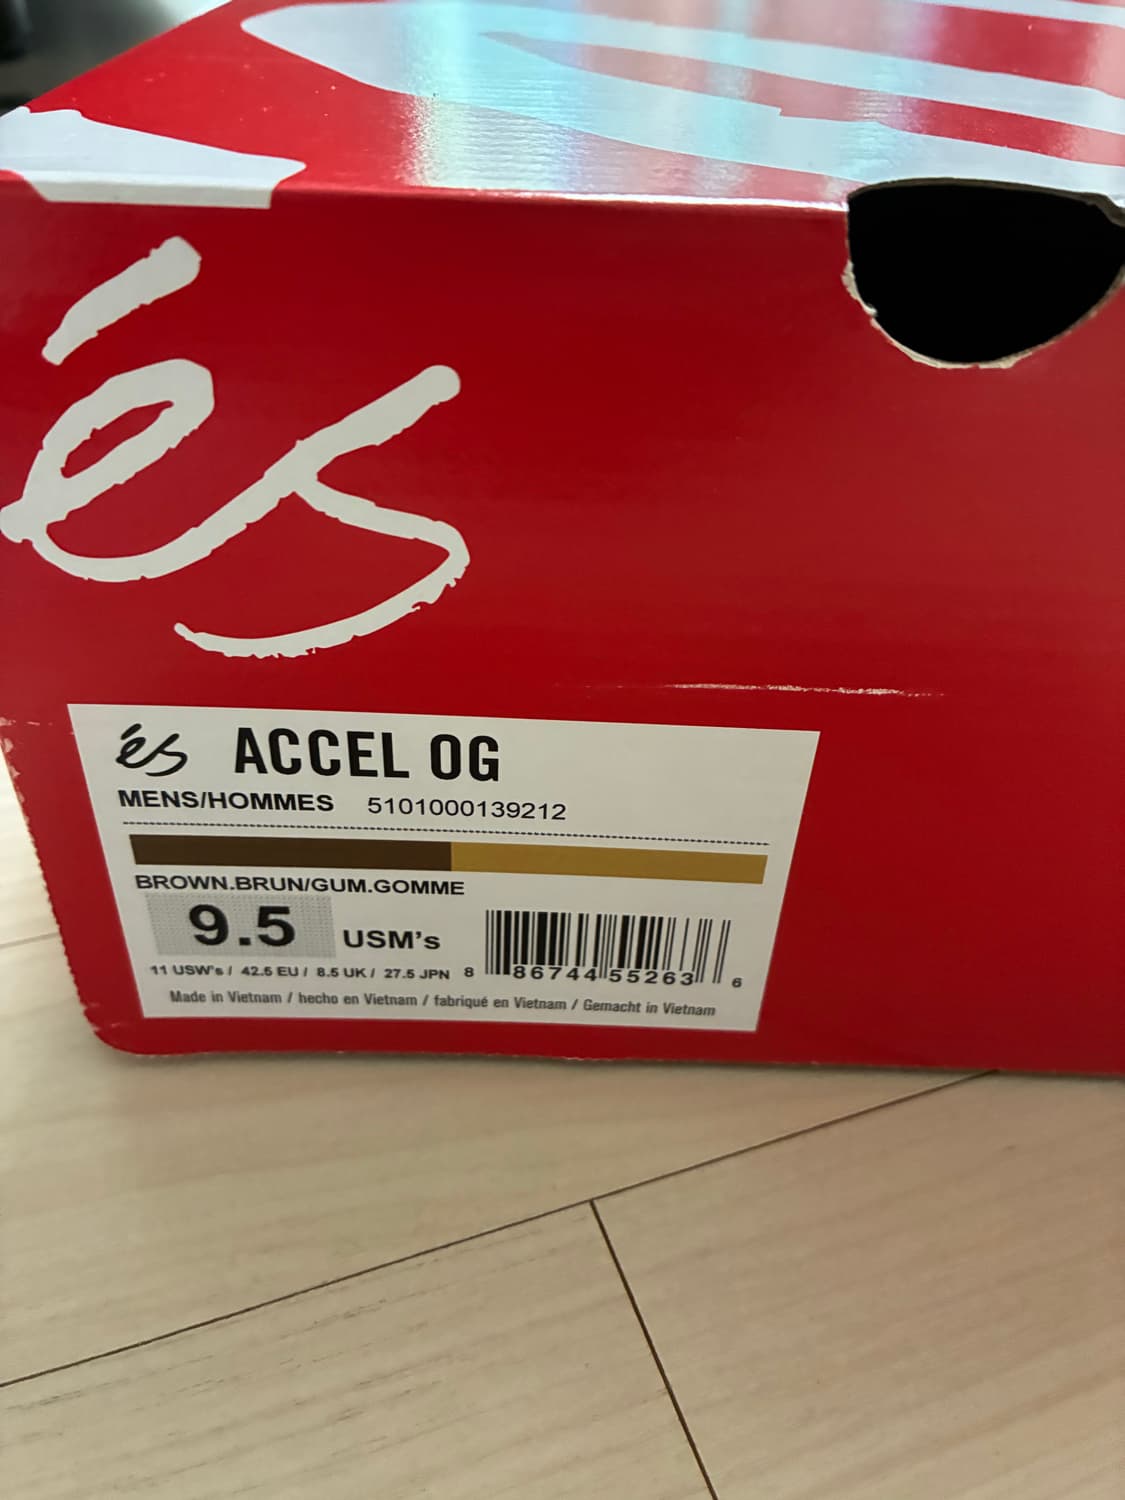 és
és ACCEL OG
MENS/HOMMES 5101000139212
BROWN.BRUN/GUM.GOMME
9.5 USM's
11 USW's / 42.5 EU / 8.5 UK / 27.5 JPN 8 86744 55263 6
Made in Vietnam / hecho en Vietnam / fabriqué en Vietnam / Gemacht in Vietnam